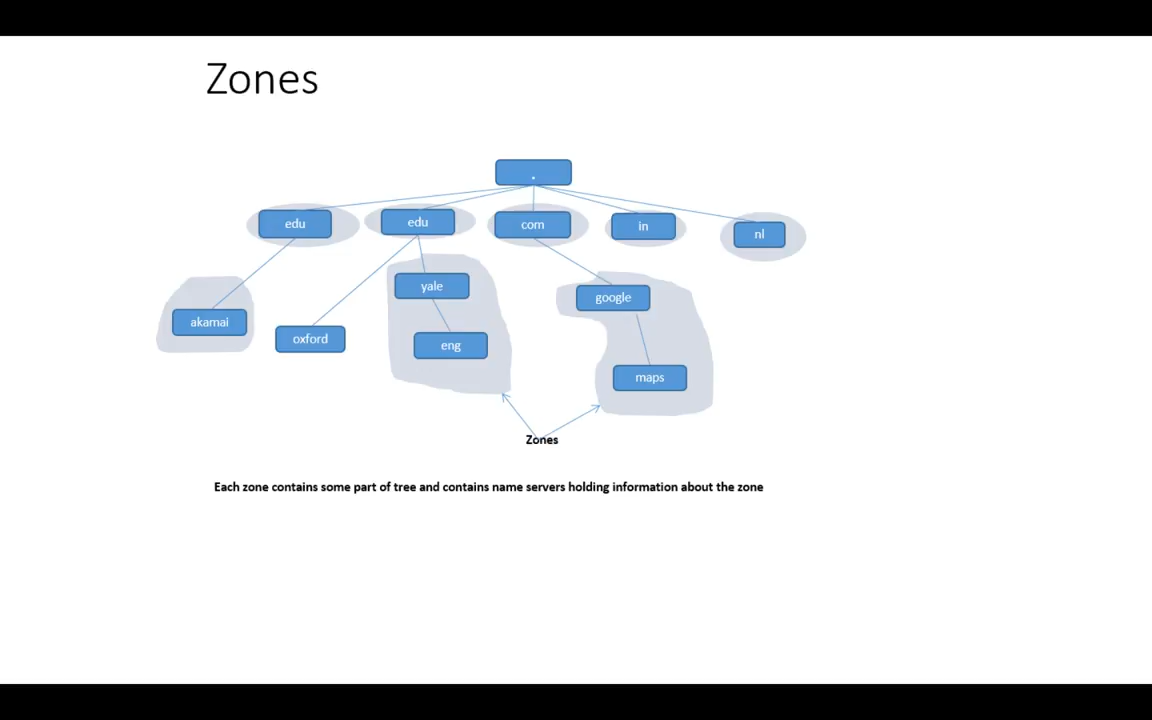 Zones
.
edu
edu
com
in
nl
yale
google
akamai
oxford
eng
maps
Zones
Each zone contains some part of tree and contains name servers holding information about the zone